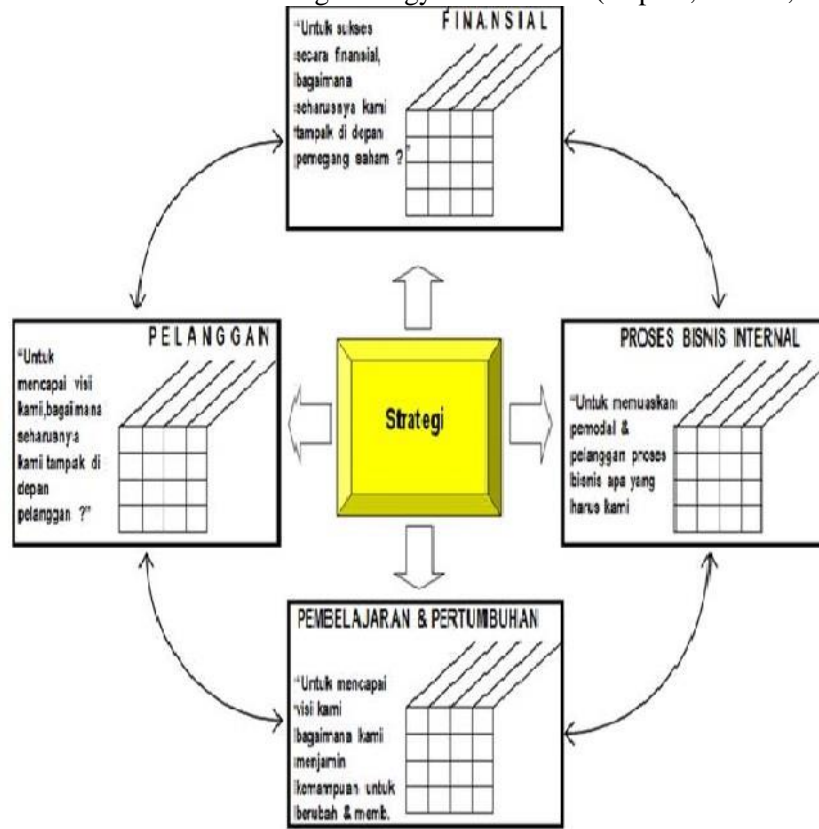 FINANSIAL
"Untuk sukses
secara finansial,
bagaimana
seharusnya kami
tampak di depan
pemegang saham ?"
PELANGGAN
"Untuk
mencapai visi
kami,bagaimana
seharusnya
kami tampak di
depan
pelanggan ?"
Strategi
PROSES BISNIS INTERNAL
"Untuk memuaskan
pemodal &
pelanggan proses
bisnis apa yang
harus kami
PEMBELAJARAN & PERTUMBUHAN
"Untuk mencapai
visi kami
bagaimana kami
menjamin
kemampuan untuk
berubah & memb.